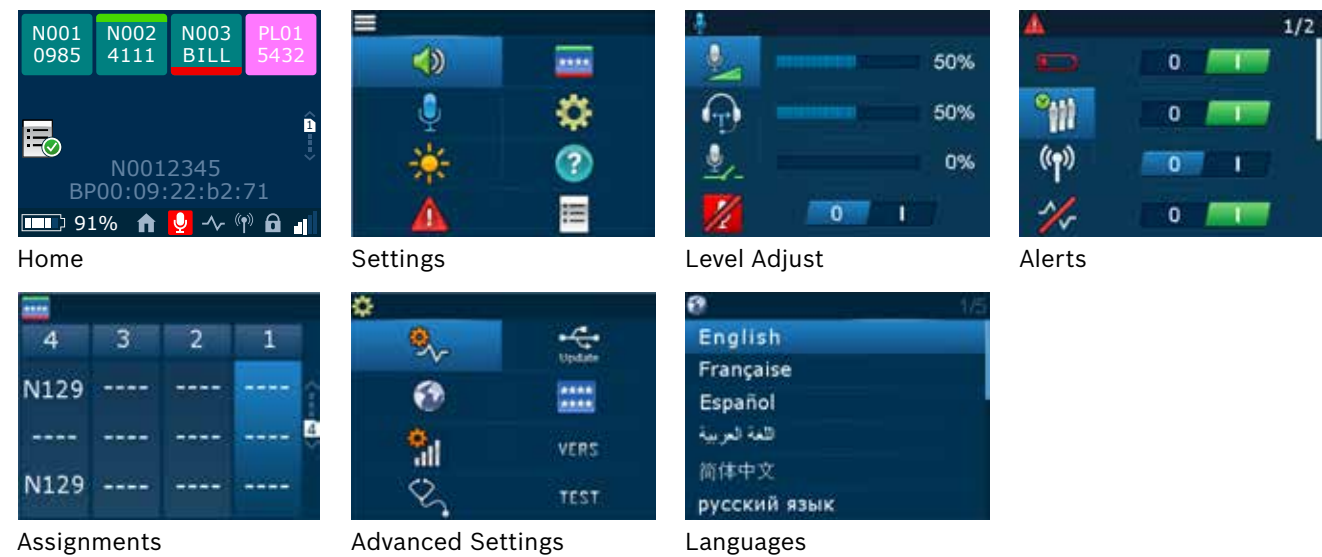 N001 N002 N003 PL01
0985 4111 BILL 5432
1
N0012345
BP00:09:22:b2:71
91%
Home
Settings
50%
50%
0%
0 I
Level Adjust
1/2
0 I
0 I
0 I
0 I
Alerts
4 3 2 1
N129 ---- ---- ----
4
---- ---- ---- ----
N129 ---- ---- ----
Assignments
Update
VERS
TEST
Advanced Settings
1/5
English
Française
Español
اللغة العربية
简体中文
русский язык
Languages